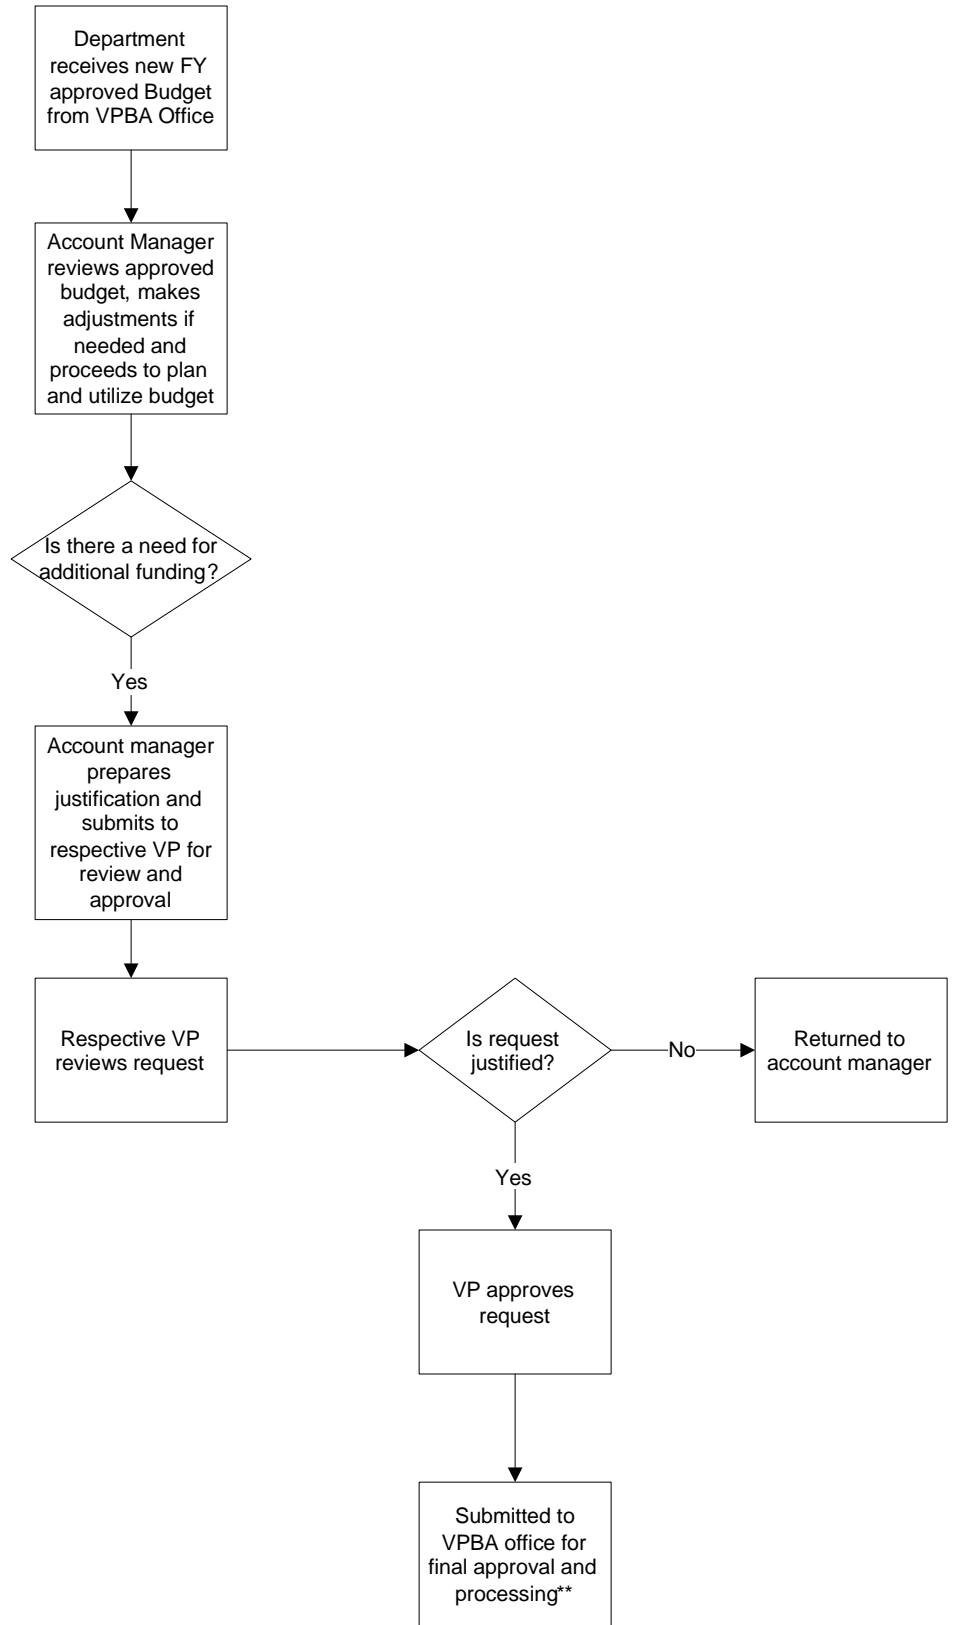 Department
receives new FY
approved Budget
from VPBA Office
Account Manager
reviews approved
budget, makes
adjustments if
needed and
proceeds to plan
and utilize budget
Is there a need for
additional funding?
Yes
Account manager
prepares
justification and
submits to
respective VP for
review and
approval
Respective VP
reviews request
Is request
justified?
No
Returned to
account manager
Yes
VP approves
request
Submitted to
VPBA office for
final approval and
processing**